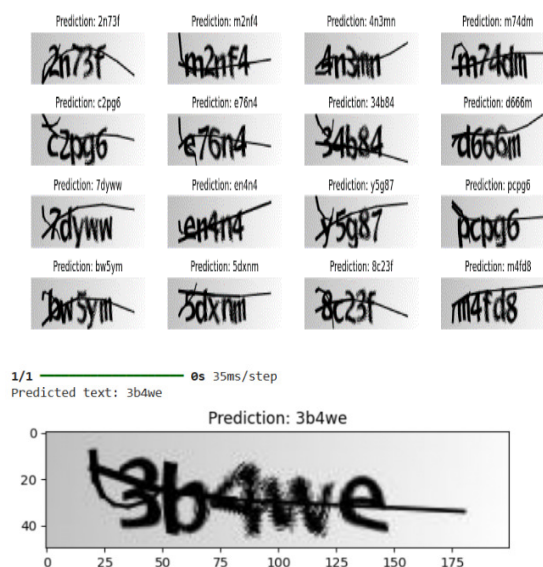 Prediction: 2n73f Prediction: m2nf4 Prediction: 4n3mn Prediction: m74dm
2n73f m2nf4 4n3mn m74dm
Prediction: c2pg6 Prediction: e76n4 Prediction: 34b84 Prediction: d666m
c2pg6 e76n4 34b84 d666m
Prediction: 7dyww Prediction: en4n4 Prediction: y5g87 Prediction: pcpg6
7dyww en4n4 y5g87 pcpg6
Prediction: bw5ym Prediction: 5dxnm Prediction: 8c23f Prediction: m4fd8
bw5ym 5dxnm 8c23f m4fd8
1/1 0s 35ms/step
Predicted text: 3b4we
Prediction: 3b4we
0
20
40
3b4we
0 25 50 75 100 125 150 175